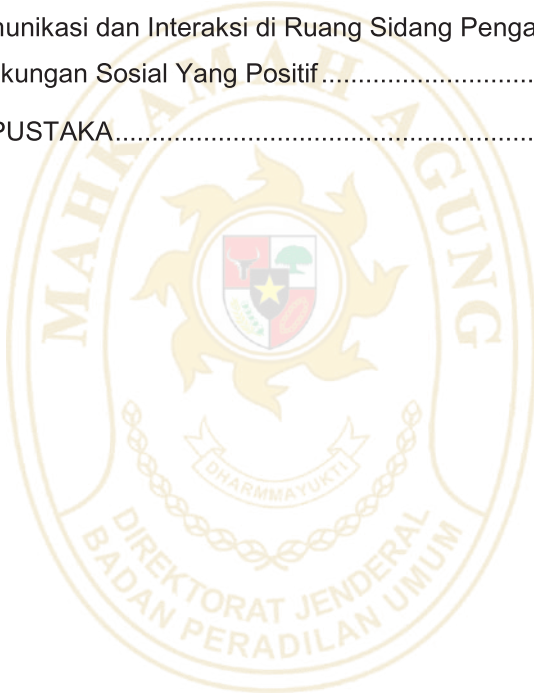 munikasi dan Interaksi di Ruang Sidang Penga
kungan Sosial Yang Positif..............................
PUSTAKA..........................................................
MAHKAMAH AGUNG
DHARMMAYUKTI
DIREKTORAT JENDERAL
BADAN PERADILAN UMUM